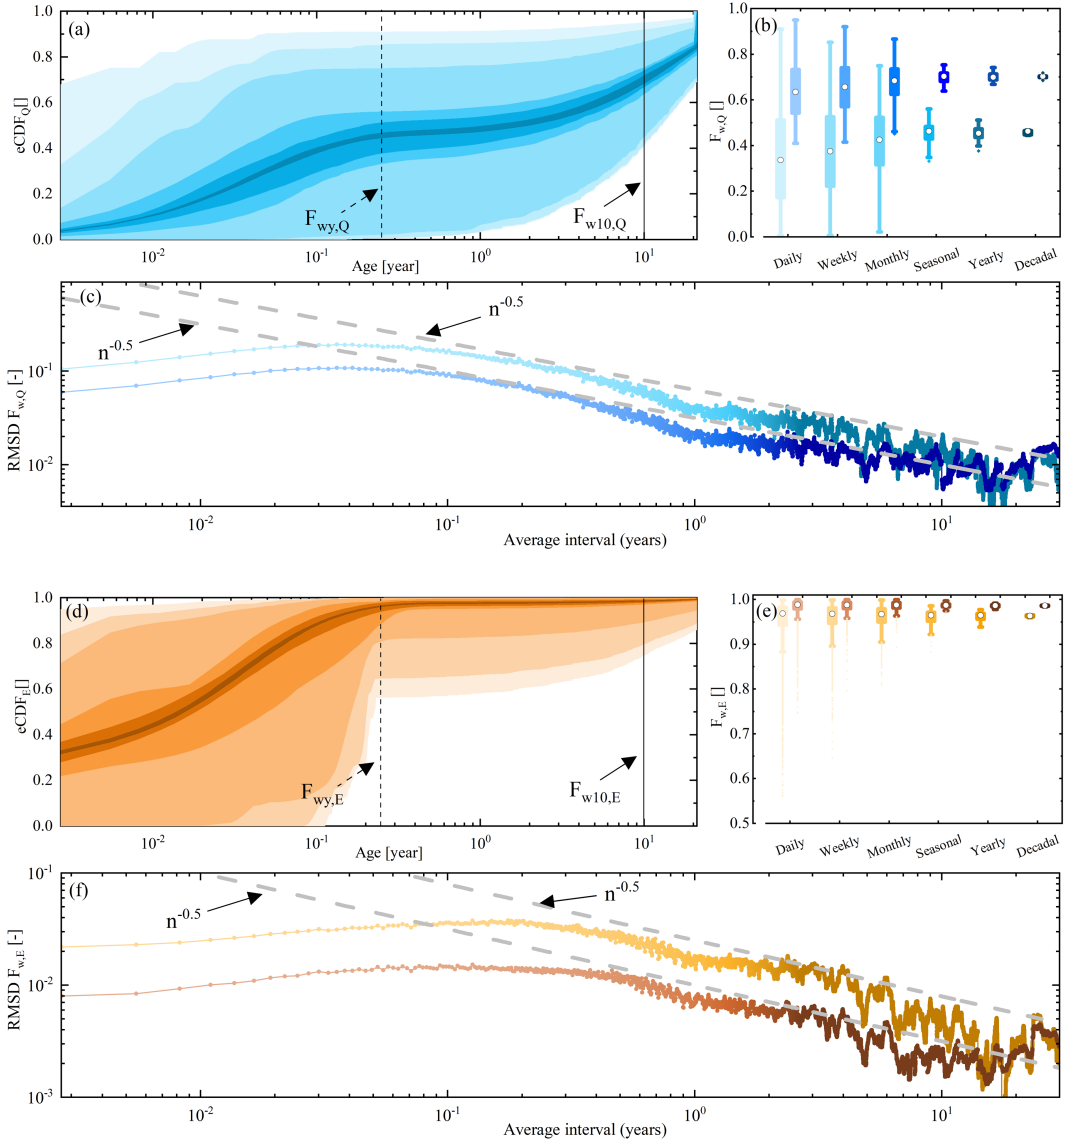 (a)
eCDF_Q[]
1.0
0.8
0.6
0.4
0.2
0.0
F_wy,Q
F_w10,Q
10^-2
10^-1
10^0
10^1
Age [year]
(b)
F_w,Q []
1.0
0.8
0.6
0.4
0.2
0.0
Daily
Weekly
Monthly
Seasonal
Yearly
Decadal
(c)
n^-0.5
n^-0.5
RMSD F_w,Q [-]
10^-1
10^-2
10^-2
10^-1
10^0
10^1
Average interval (years)
(d)
eCDF_E[]
1.0
0.8
0.6
0.4
0.2
0.0
F_wy,E
F_w10,E
10^-2
10^-1
10^0
10^1
Age [year]
(e)
F_w,E []
1.0
0.9
0.8
0.7
0.6
0.5
Daily
Weekly
Monthly
Seasonal
Yearly
Decadal
(f)
n^-0.5
n^-0.5
RMSD F_w,E [-]
10^-1
10^-2
10^-3
10^-2
10^-1
10^0
10^1
Average interval (years)